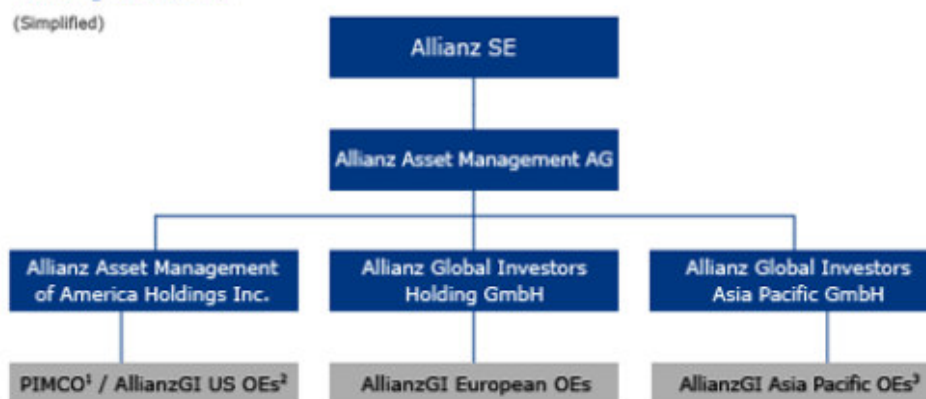 (Simplified)
Allianz SE
Allianz Asset Management AG
Allianz Asset Management
of America Holdings Inc.
Allianz Global Investors
Holding GmbH
Allianz Global Investors
Asia Pacific GmbH
PIMCO¹ / AllianzGI US OEs²
AllianzGI European OEs
AllianzGI Asia Pacific OEs³